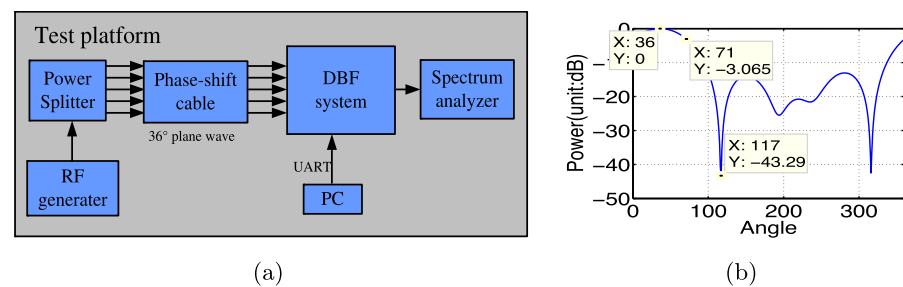 Test platform
Power
Splitter
Phase-shift
cable
DBF
system
Spectrum
analyzer
36° plane wave
UART
RF
generater
PC
(a)
0
−20
−30
−40
−50
X: 36
Y: 0
X: 71
Y: −3.065
X: 117
Y: −43.29
Power(unit:dB)
0 100 200 300
Angle
(b)